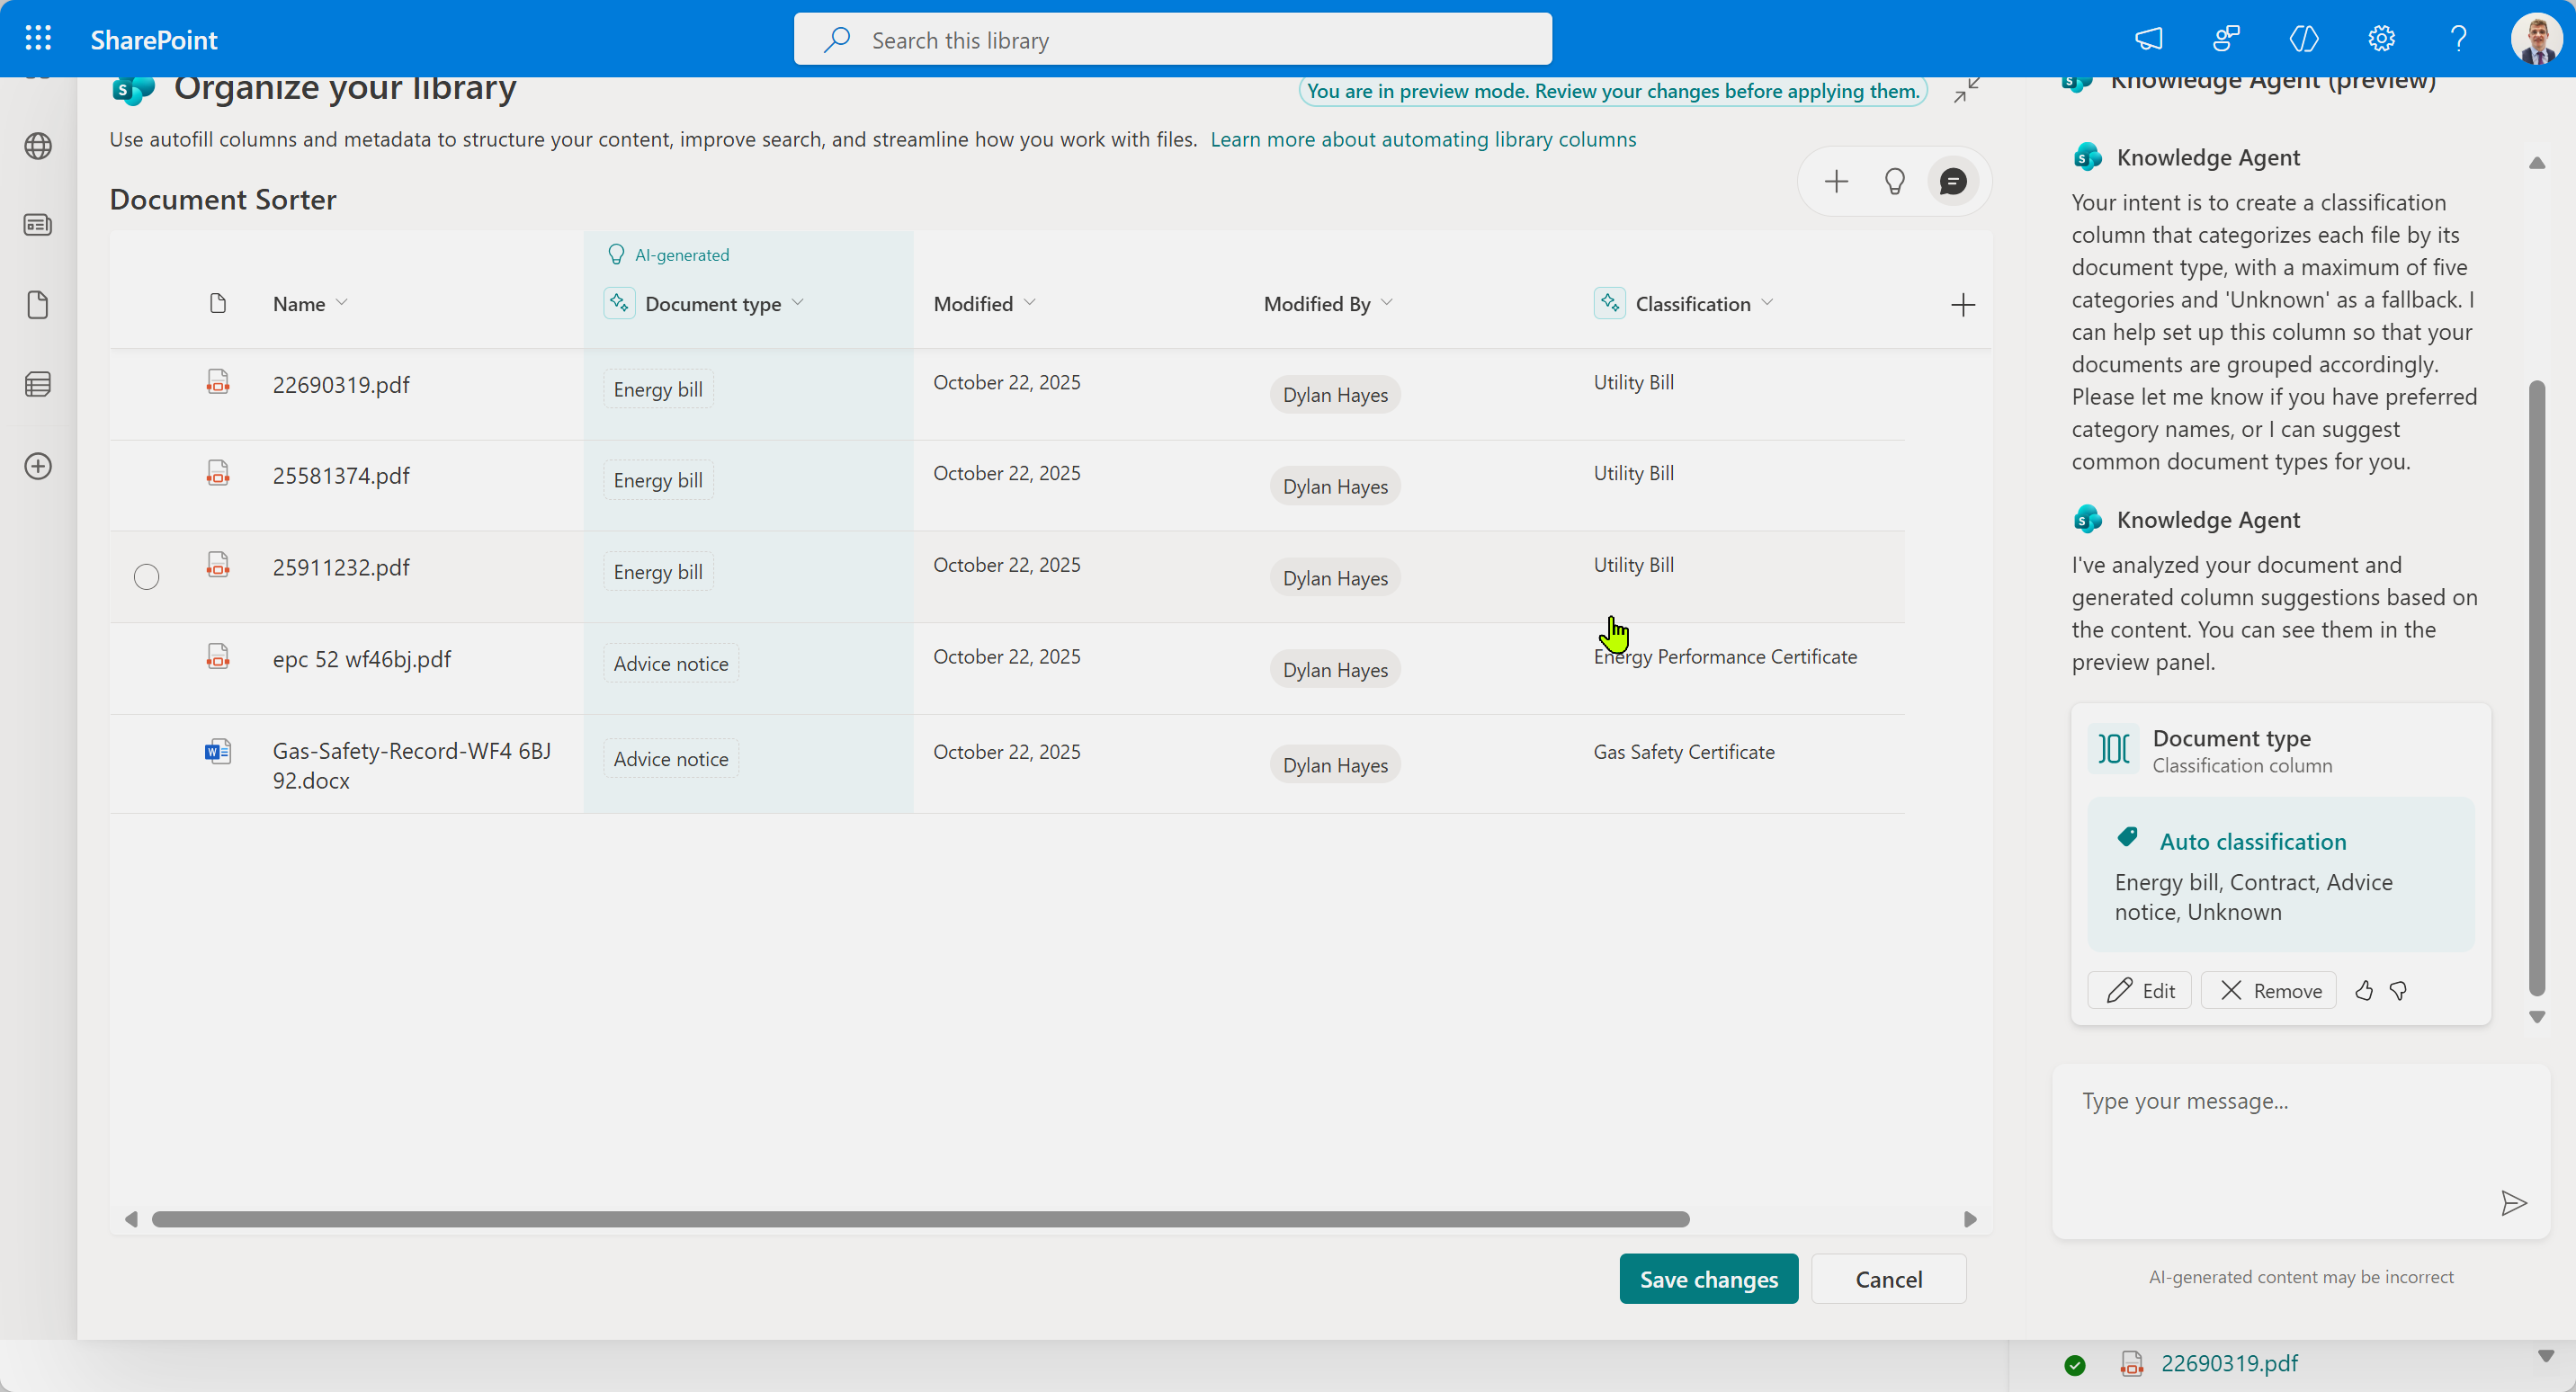 SharePoint
Search this library
Organize your library
You are in preview mode. Review your changes before applying them.
Use autofill columns and metadata to structure your content, improve search, and streamline how you work with files. Learn more about automating library columns
Document Sorter
AI-generated
Name
Document type
Modified
Modified By
Classification
22690319.pdf
Energy bill
October 22, 2025
Dylan Hayes
Utility Bill
25581374.pdf
Energy bill
October 22, 2025
Dylan Hayes
Utility Bill
25911232.pdf
Energy bill
October 22, 2025
Dylan Hayes
Utility Bill
epc 52 wf46bj.pdf
Advice notice
October 22, 2025
Dylan Hayes
Energy Performance Certificate
Gas-Safety-Record-WF4 6BJ
92.docx
Advice notice
October 22, 2025
Dylan Hayes
Gas Safety Certificate
Save changes
Cancel
Knowledge Agent (preview)
Knowledge Agent
Your intent is to create a classification
column that categorizes each file by its
document type, with a maximum of five
categories and 'Unknown' as a fallback. I
can help set up this column so that your
documents are grouped accordingly.
Please let me know if you have preferred
category names, or I can suggest
common document types for you.
Knowledge Agent
I've analyzed your document and
generated column suggestions based on
the content. You can see them in the
preview panel.
Document type
Classification column
Auto classification
Energy bill, Contract, Advice
notice, Unknown
Edit
Remove
Type your message...
AI-generated content may be incorrect
22690319.pdf